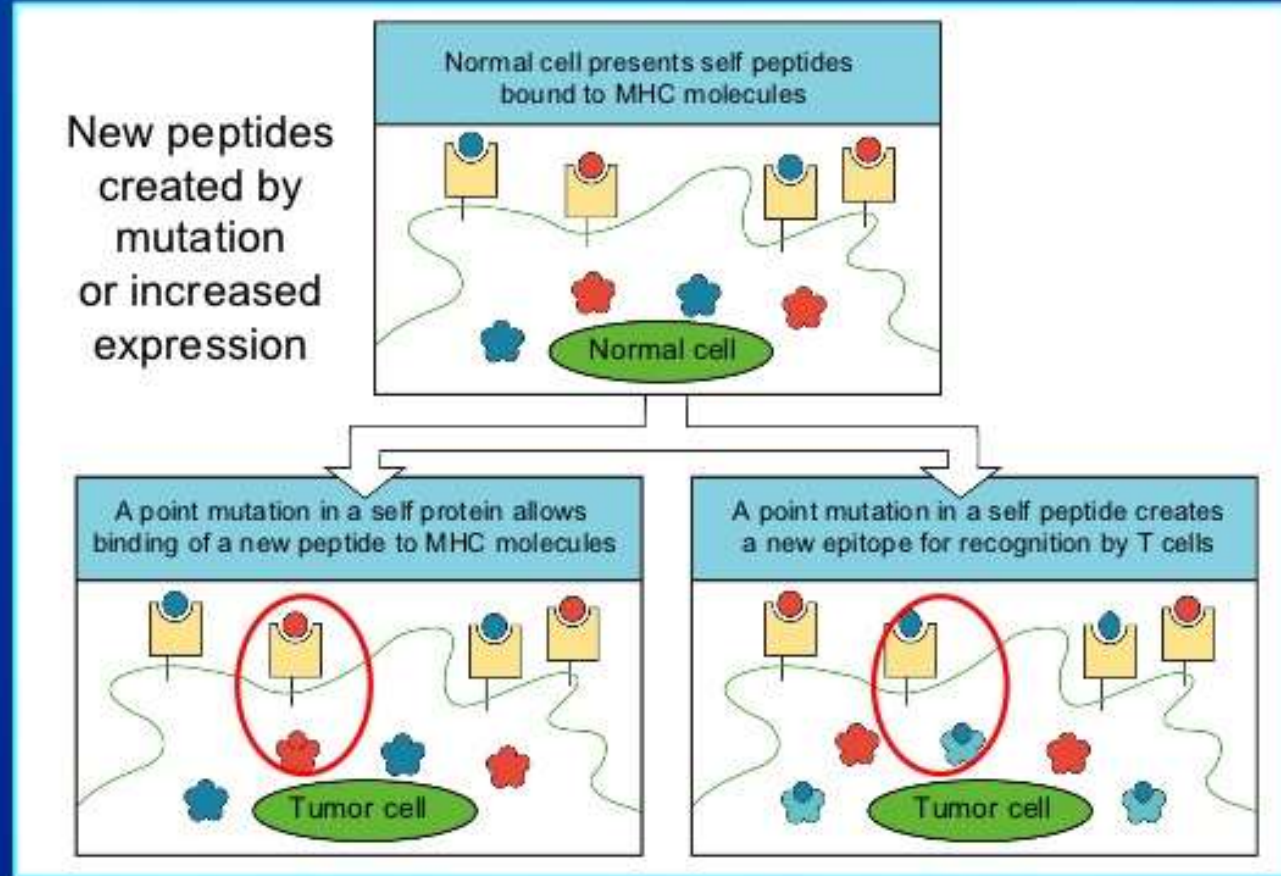 New peptides
created by
mutation
or increased
expression
Normal cell presents self peptides
bound to MHC molecules
Normal cell
A point mutation in a self protein allows
binding of a new peptide to MHC molecules
Tumor cell
A point mutation in a self peptide creates
a new epitope for recognition by T cells
Tumor cell